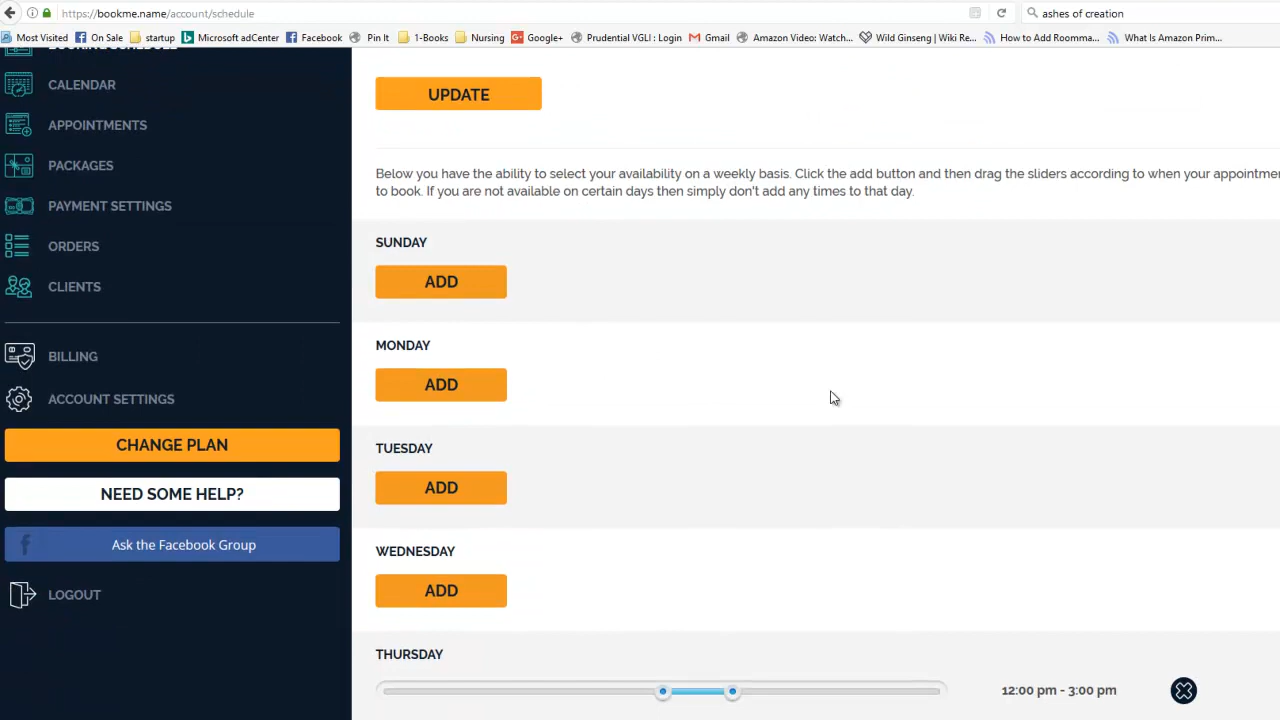 https://bookme.name/account/schedule
ashes of creation
Most Visited On Sale startup Microsoft adCenter Facebook Pin It 1-Books Nursing Google+ Prudential VGLI : Login Gmail Amazon Video: Watch... Wild Ginseng | Wiki Re... How to Add Roomma... What Is Amazon Prim...
BOOKING SCHEDULE
CALENDAR
APPOINTMENTS
PACKAGES
PAYMENT SETTINGS
ORDERS
CLIENTS
BILLING
ACCOUNT SETTINGS
CHANGE PLAN
NEED SOME HELP?
Ask the Facebook Group
LOGOUT
UPDATE
Below you have the ability to select your availability on a weekly basis. Click the add button and then drag the sliders according to when your appointme
to book. If you are not available on certain days then simply don't add any times to that day.
SUNDAY
ADD
MONDAY
ADD
TUESDAY
ADD
WEDNESDAY
ADD
THURSDAY
12:00 pm - 3:00 pm